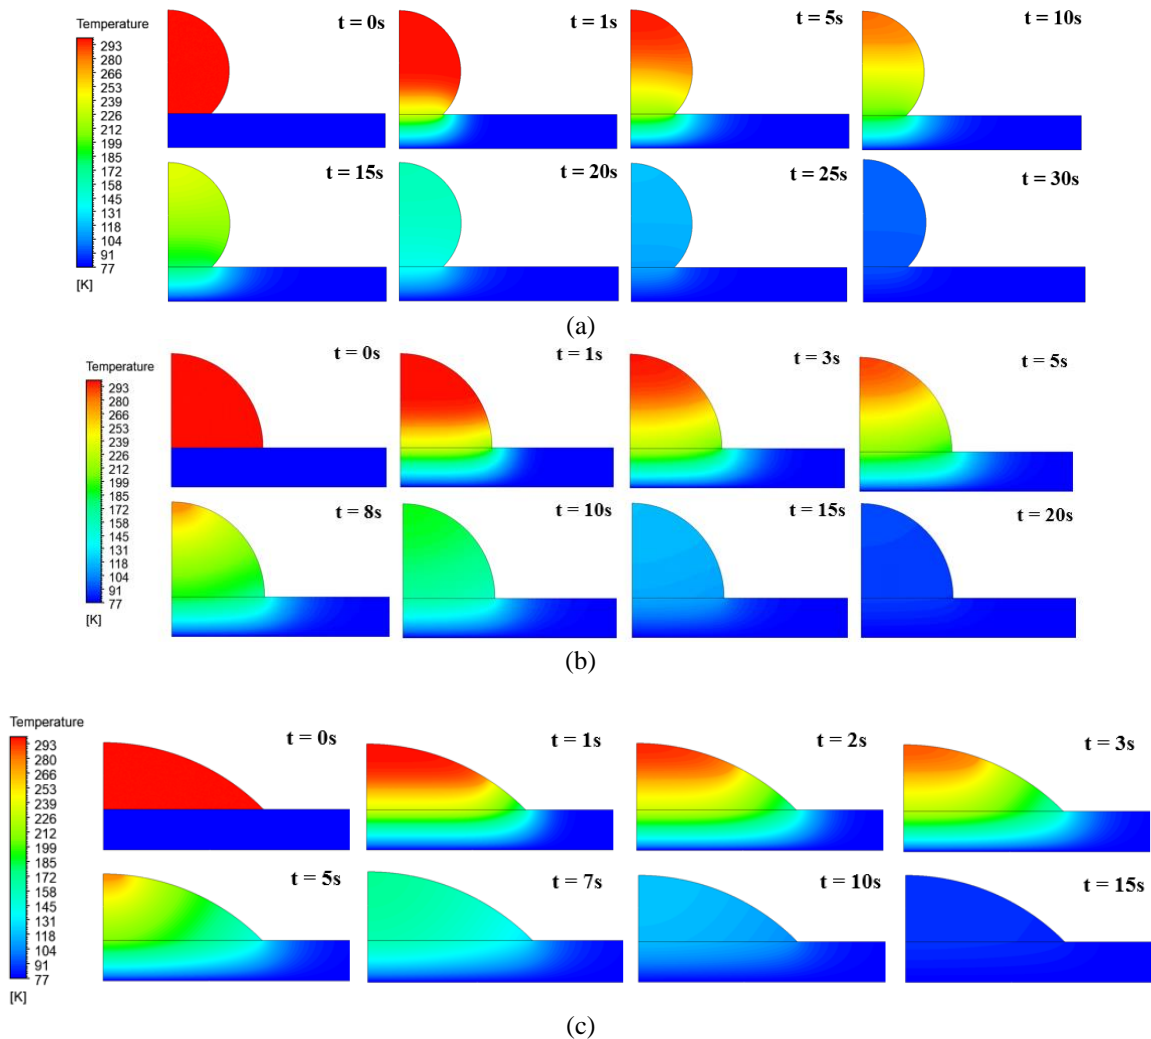 Temperature
293
280
266
253
239
226
212
199
185
172
158
145
131
118
104
91
77
[K]
t = 0s
t = 1s
t = 5s
t = 10s
t = 15s
t = 20s
t = 25s
t = 30s
(a)
Temperature
293
280
266
253
239
226
212
199
185
172
158
145
131
118
104
91
77
[K]
t = 0s
t = 1s
t = 3s
t = 5s
t = 8s
t = 10s
t = 15s
t = 20s
(b)
Temperature
293
280
266
253
239
226
212
199
185
172
158
145
131
118
104
91
77
[K]
t = 0s
t = 1s
t = 2s
t = 3s
t = 5s
t = 7s
t = 10s
t = 15s
(c)